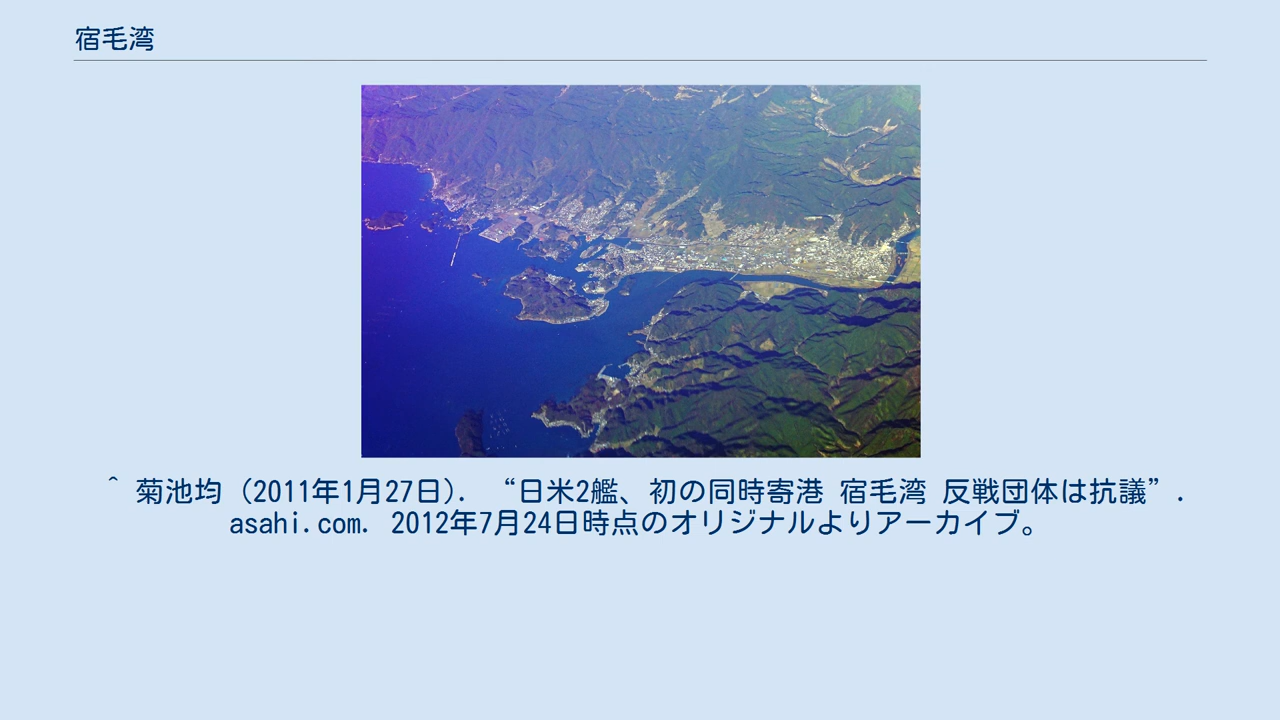 宿毛湾
^ 菊池均 (2011年1月27日). “日米2艦、初の同時寄港 宿毛湾 反戦団体は抗議”.
asahi.com. 2012年7月24日時点のオリジナルよりアーカイブ。